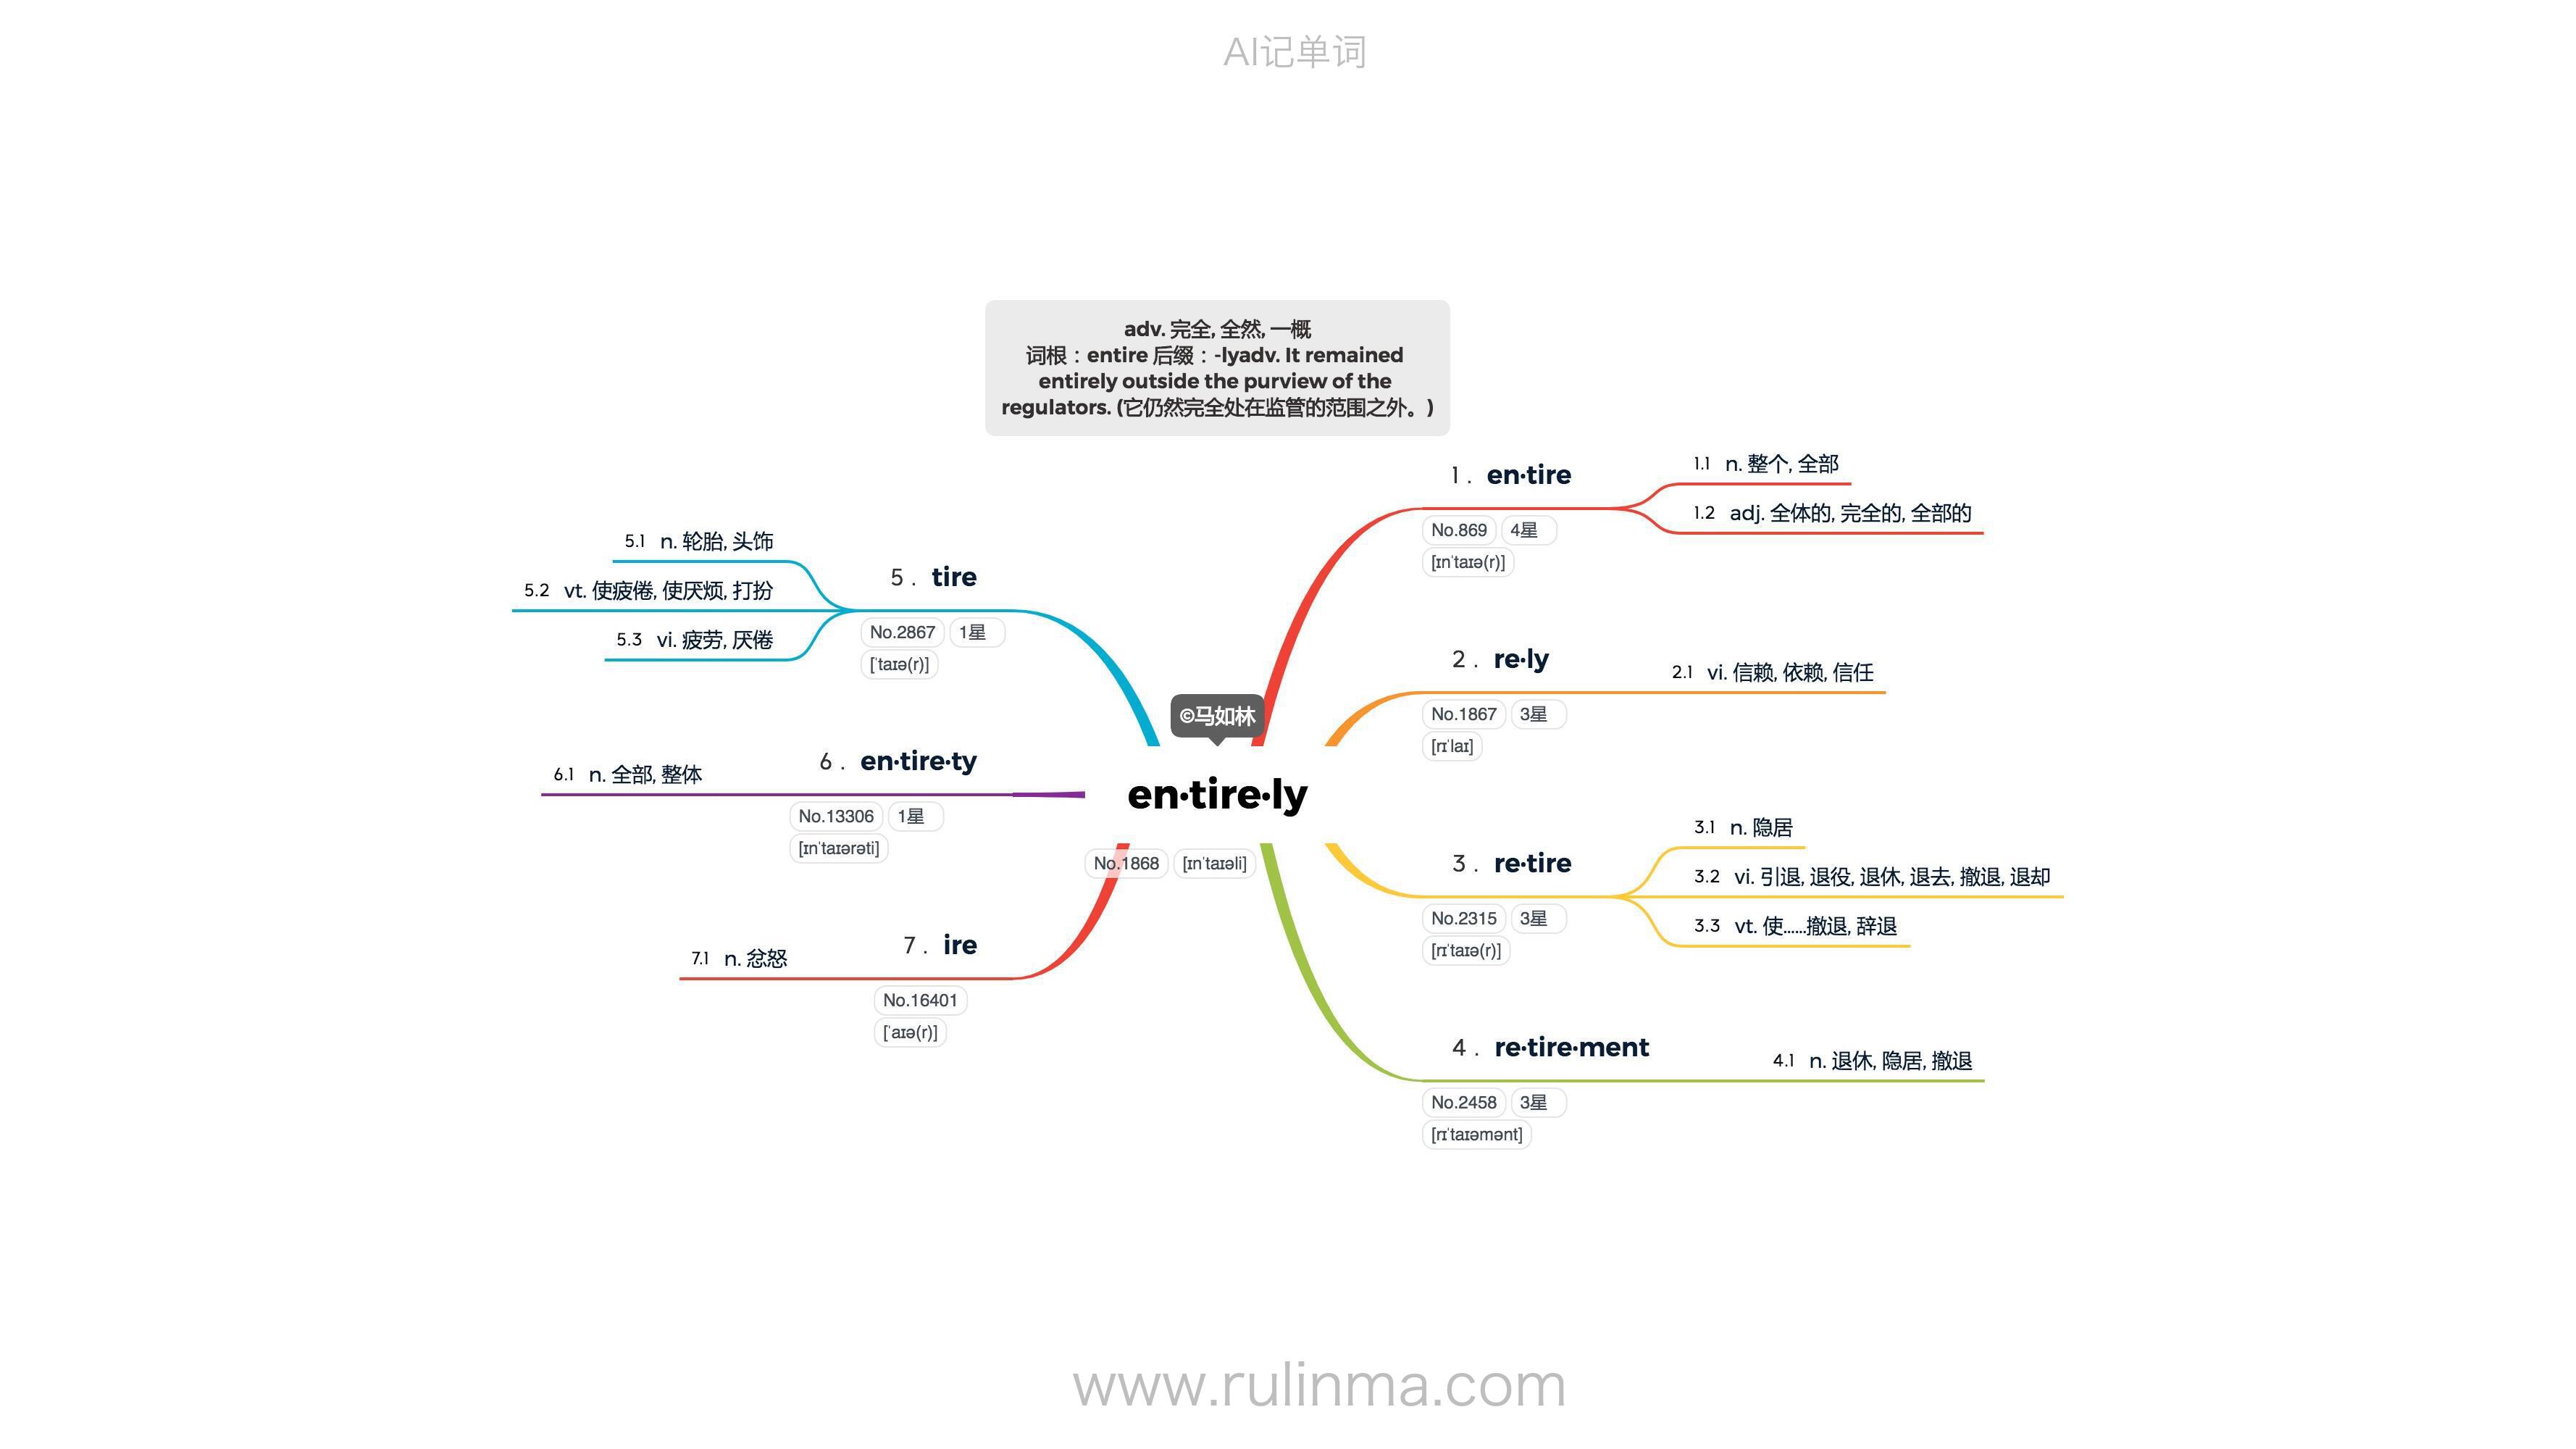 AI记单词
adv. 完全, 全然, 一概
词根：entire 后缀：-lyadv. It remained
entirely outside the purview of the
regulators. (它仍然完全处在监管的范围之外。)
©马如林
en·tire·ly
No.1868 [ɪnˈtaɪəli]
1 . en·tire
No.869 4星
[ɪnˈtaɪə(r)]
1.1 n. 整个, 全部
1.2 adj. 全体的, 完全的, 全部的
2 . re·ly
No.1867 3星
[rɪˈlaɪ]
2.1 vi. 信赖, 依赖, 信任
3 . re·tire
No.2315 3星
[rɪˈtaɪə(r)]
3.1 n. 隐居
3.2 vi. 引退, 退役, 退休, 退去, 撤退, 退却
3.3 vt. 使……撤退, 辞退
4 . re·tire·ment
No.2458 3星
[rɪˈtaɪəmənt]
4.1 n. 退休, 隐居, 撤退
5 . tire
No.2867 1星
[ˈtaɪə(r)]
5.1 n. 轮胎, 头饰
5.2 vt. 使疲倦, 使厌烦, 打扮
5.3 vi. 疲劳, 厌倦
6 . en·tire·ty
No.13306 1星
[ɪnˈtaɪərəti]
6.1 n. 全部, 整体
7 . ire
No.16401
[ˈaɪə(r)]
7.1 n. 忿怒
www.rulinma.com